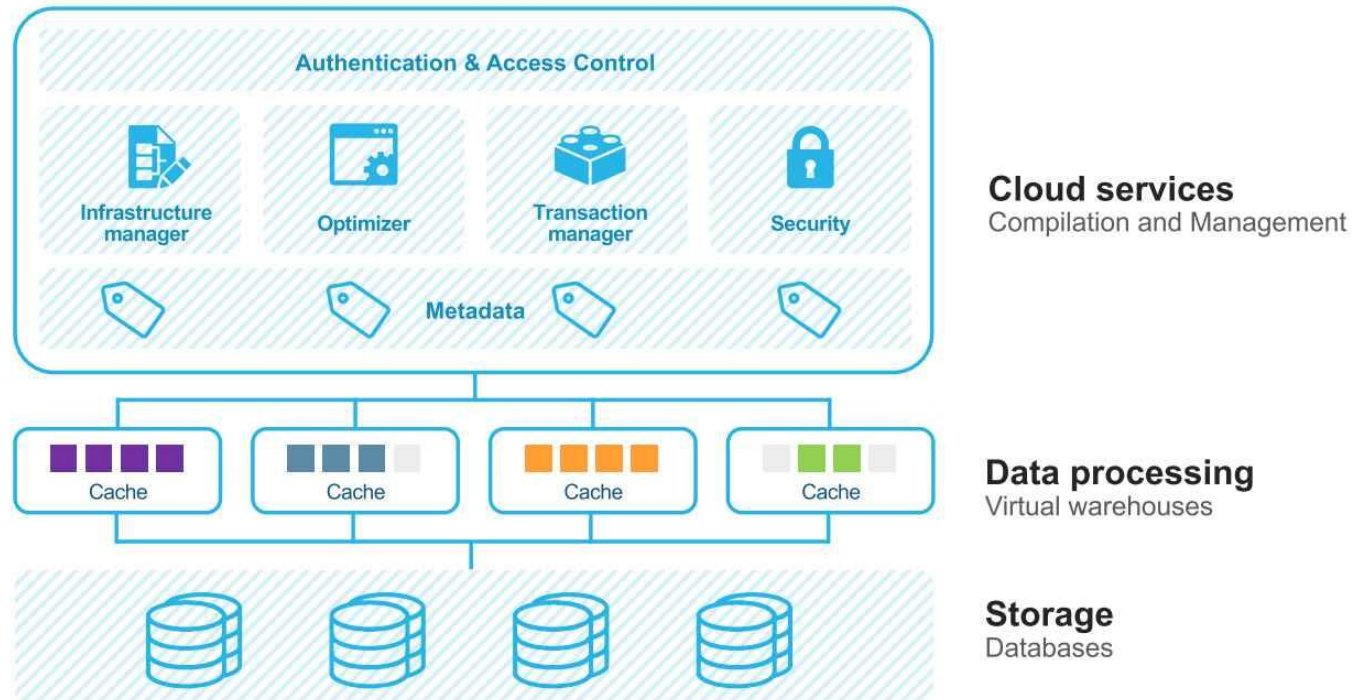 Authentication & Access Control
Infrastructure
manager
Optimizer
Transaction
manager
Security
Metadata
Cloud services
Compilation and Management
Cache
Cache
Cache
Cache
Data processing
Virtual warehouses
Storage
Databases